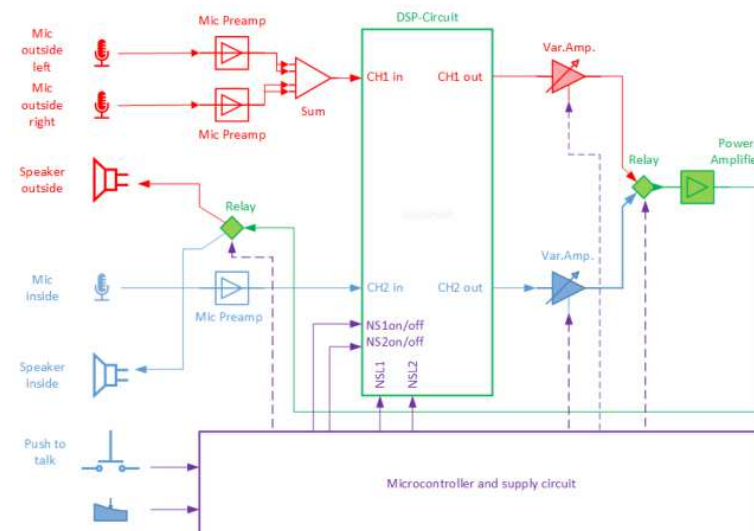 DSP-Circuit
Mic
outside
left
Mic Preamp
Var.Amp.
CH1 in
CH1 out
Mic
outside
right
Sum
Mic Preamp
Power
Amplifie
Relay
Speaker
outside
Relay
Var.Amp.
Mic
inside
CH2 in
CH2 out
Mic Preamp
NS1on/off
NS2on/off
Speaker
inside
NSL1
NSL2
Push to
talk
Microcontroller and supply circuit